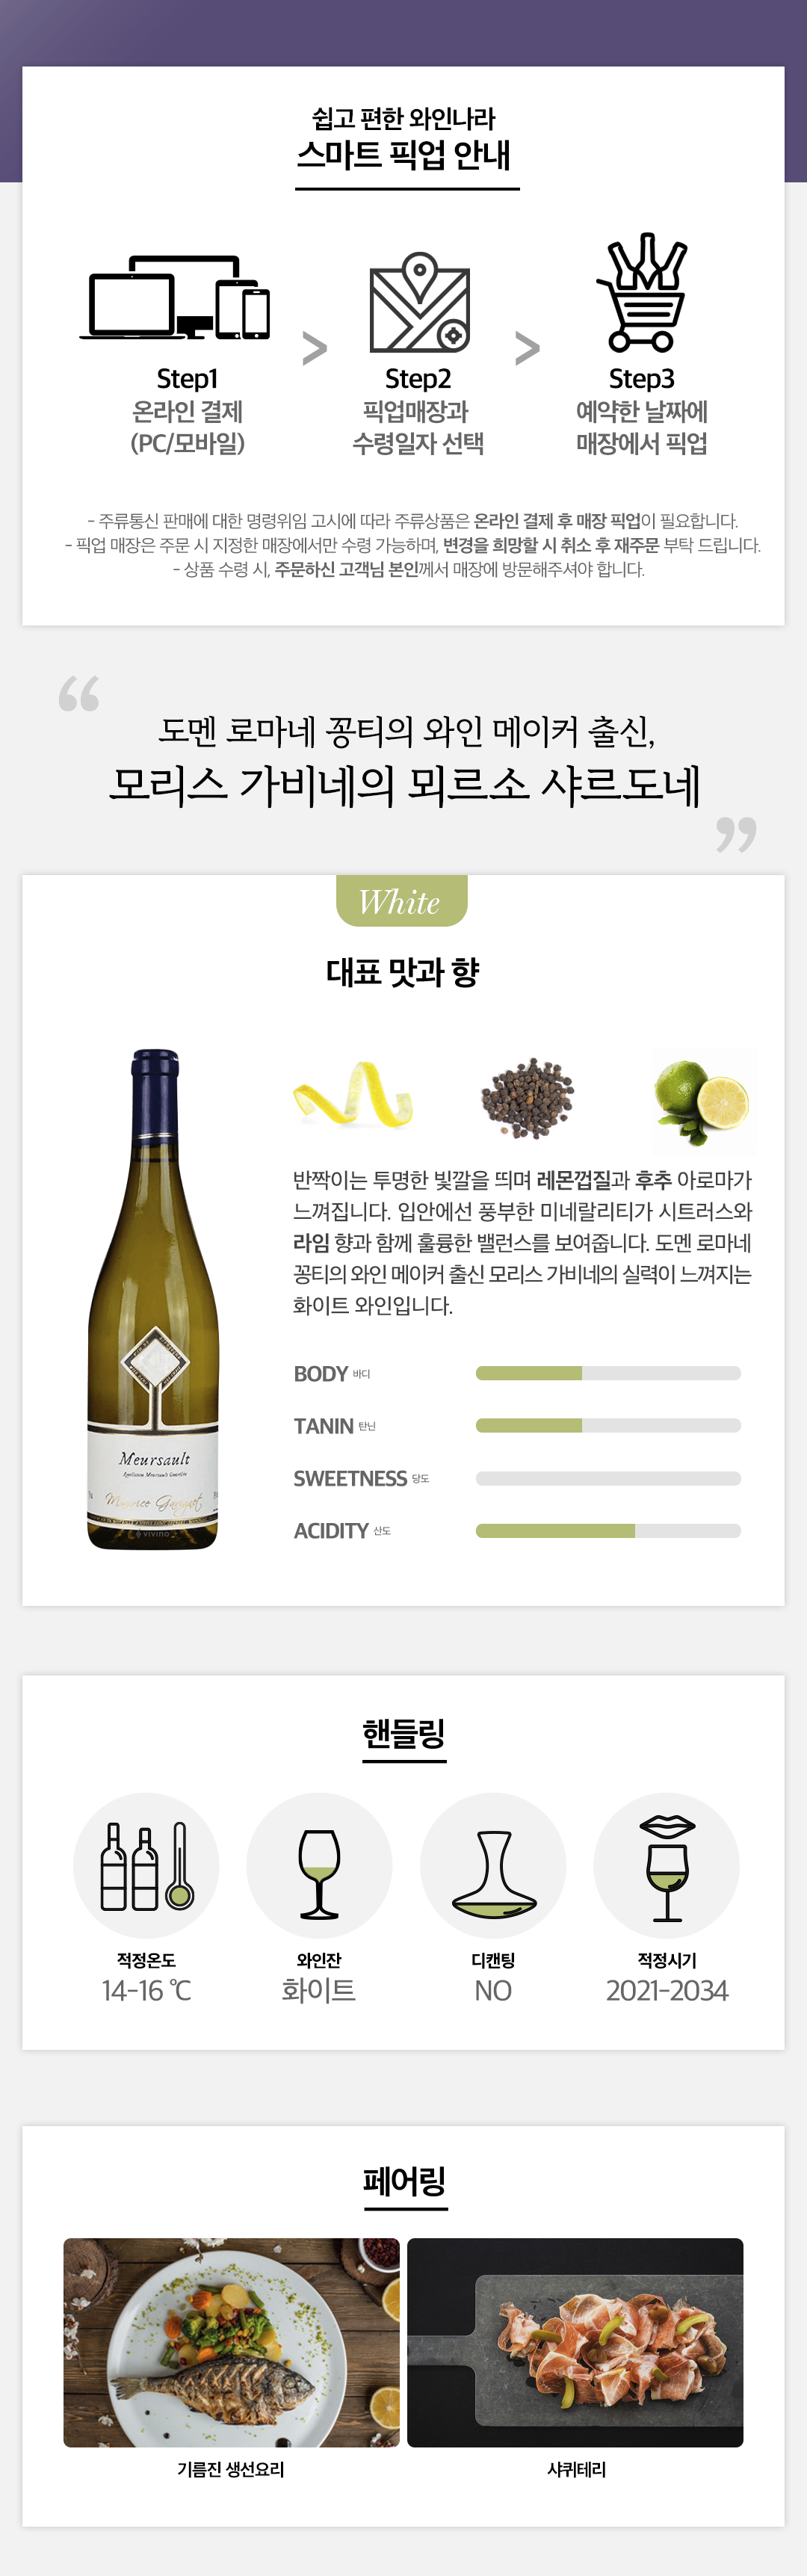 쉽고 편한 와인나라
스마트 픽업 안내
Step1
온라인 결제
(PC/모바일)
>
Step2
픽업매장과
수령일자 선택
>
Step3
예약한 날짜에
매장에서 픽업
- 주류통신 판매에 대한 명령위임 고시에 따라 주류상품은 온라인 결제 후 매장 픽업이 필요합니다.
- 픽업 매장은 주문 시 지정한 매장에서만 수령 가능하며, 변경을 희망할 시 취소 후 재주문 부탁 드립니다.
- 상품 수령 시, 주문하신 고객님 본인께서 매장에 방문해주셔야 합니다.
“
도멘 로마네 꽁티의 와인 메이커 출신,
모리스 가비네의 뫼르소 샤르도네
”
White
대표 맛과 향
반짝이는 투명한 빛깔을 띄며 레몬껍질과 후추 아로마가
느껴집니다. 입안에선 풍부한 미네랄리티가 시트러스와
라임 향과 함께 훌륭한 밸런스를 보여줍니다. 도멘 로마네
꽁티의 와인 메이커 출신 모리스 가비네의 실력이 느껴지는
화이트 와인입니다.
Meursault
Appellation Meursault Contrôlée
Maurice Gavignet
VIVINO
BODY 바디
TANIN 탄닌
SWEETNESS 당도
ACIDITY 산도
핸들링
적정온도
14-16 ℃
와인잔
화이트
디캔팅
NO
적정시기
2021-2034
페어링
기름진 생선요리
샤퀴테리